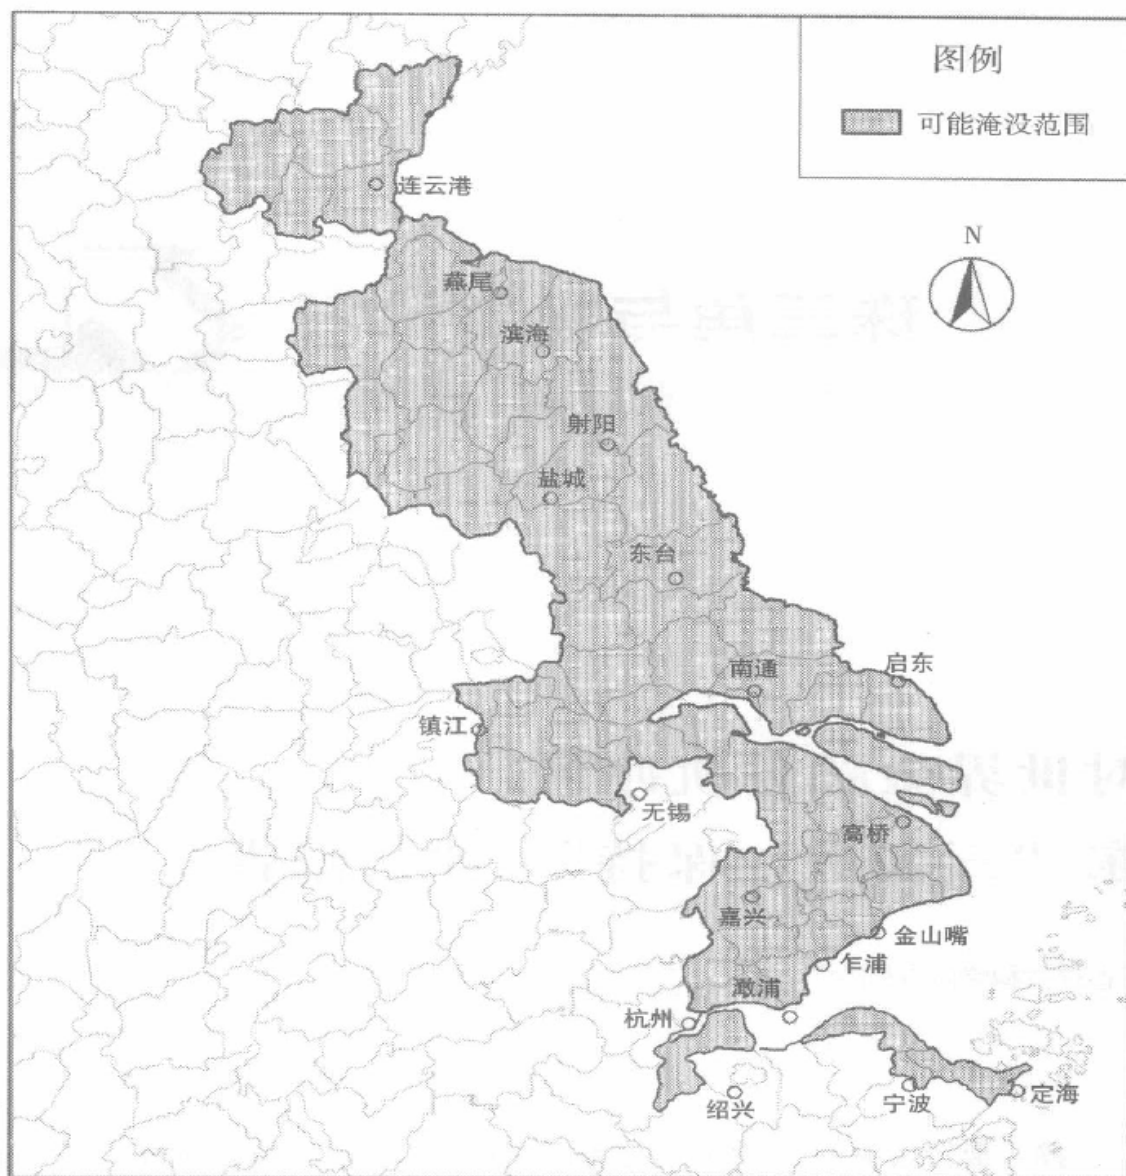 图例
可能淹没范围
N
连云港
燕尾
滨海
射阳
盐城
东台
南通
启东
镇江
无锡
高桥
嘉兴
金山嘴
乍浦
澉浦
杭州
绍兴
宁波
定海